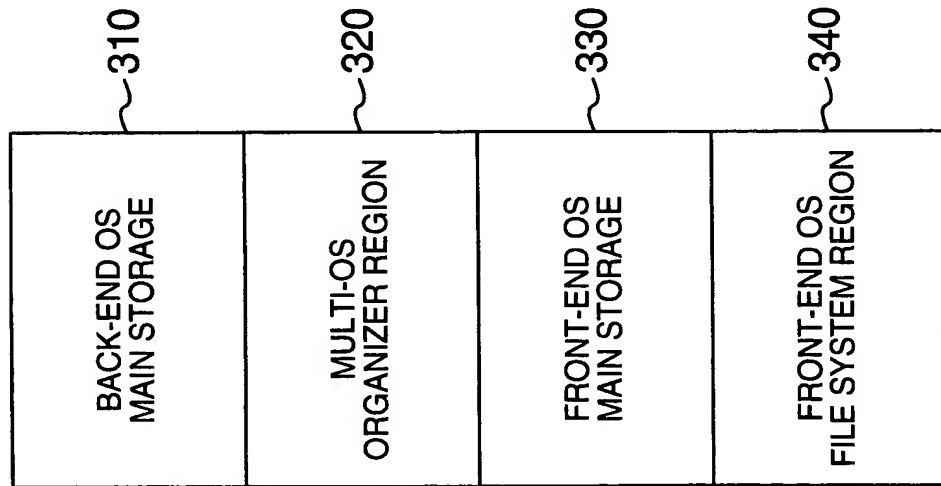 BACK-END OS
MAIN STORAGE
310
MULTI-OS
ORGANIZER REGION
320
FRONT-END OS
MAIN STORAGE
330
FRONT-END OS
FILE SYSTEM REGION
340